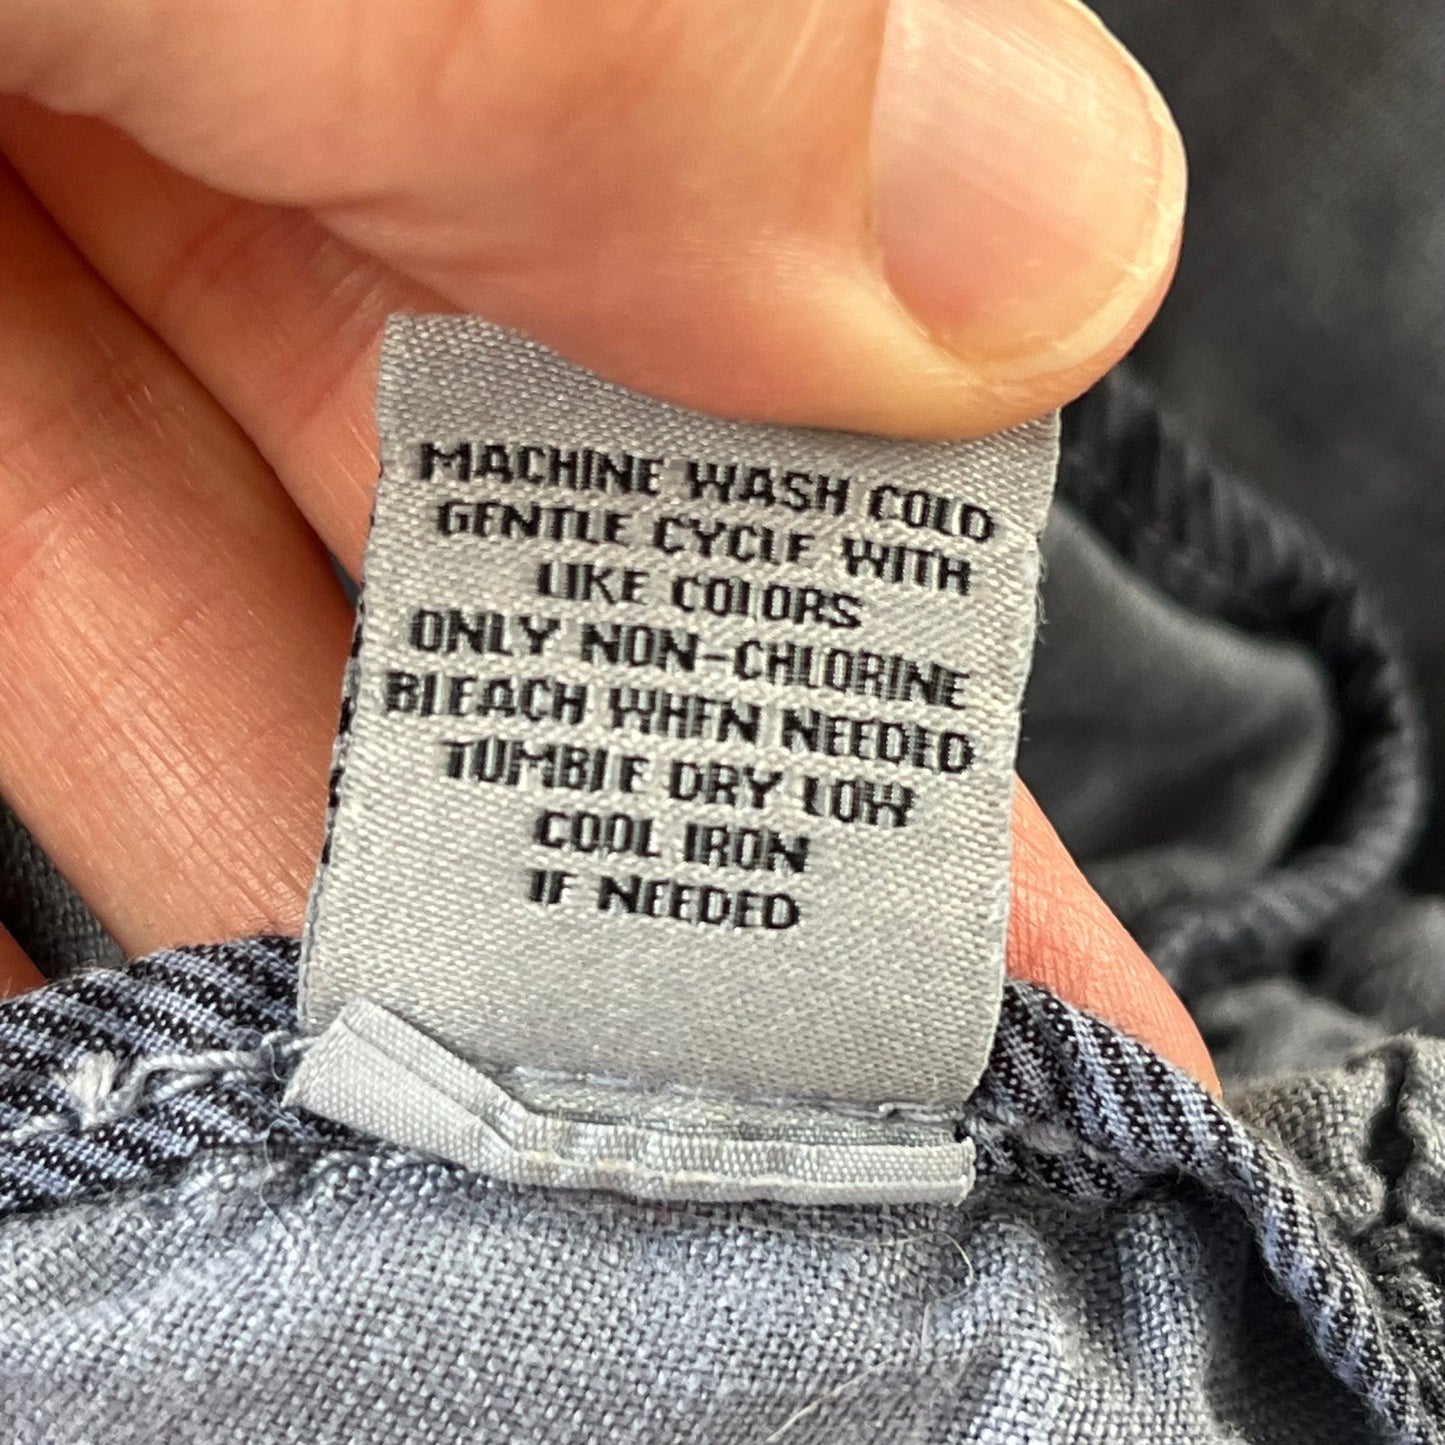 MACHINE WASH COLD
GENTLE CYCLE WITH
LIKE COLORS
ONLY NON-CHLORINE
BLEACH WHEN NEEDED
TUMBLE DRY LOW
COOL IRON
IF NEEDED